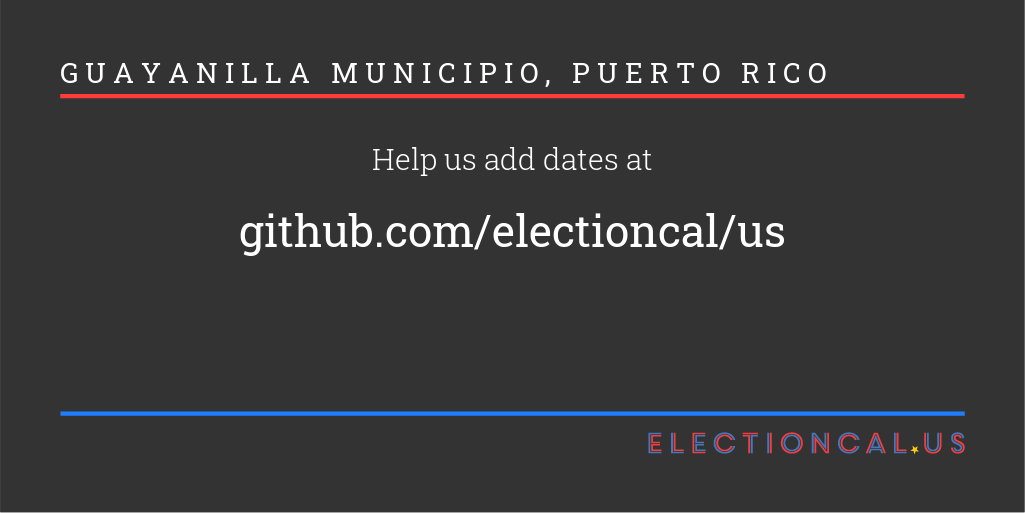 GUAYANILLA MUNICIPIO, PUERTO RICO
Help us add dates at
github.com/electioncal/us
ELECTIONCAL.US